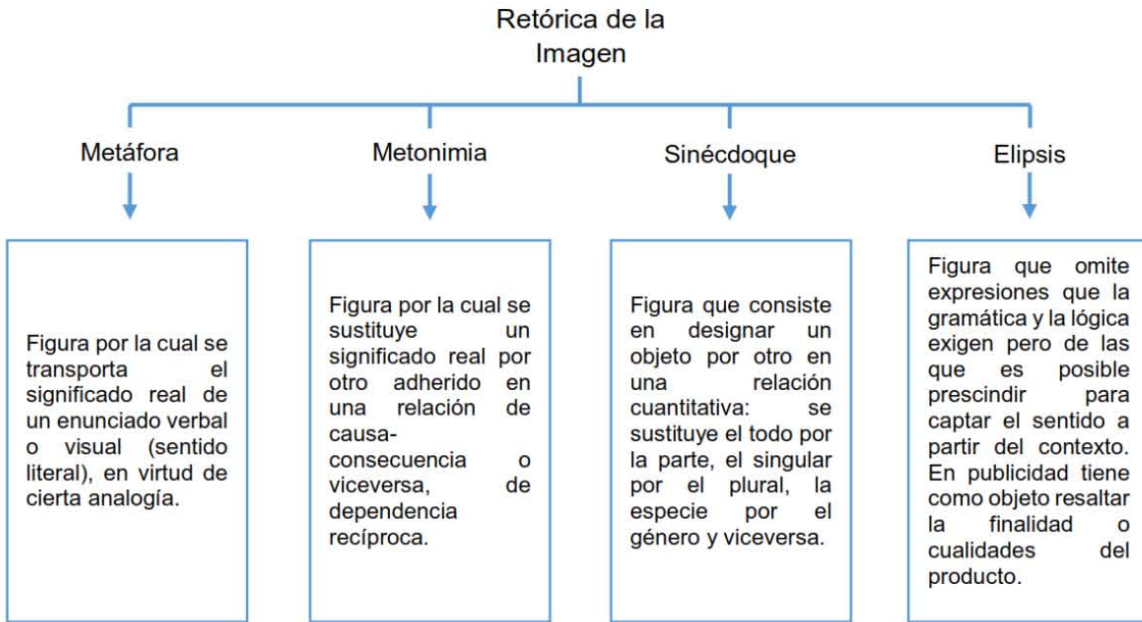 Retórica de la
Imagen
Metáfora
Metonimia
Sinécdoque
Elipsis
Figura por la cual se
transporta el
significado real de
un enunciado verbal
o visual (sentido
literal), en virtud de
cierta analogía.
Figura por la cual se
sustituye un
significado real por
otro adherido en
una relación de
causa-
consecuencia o
viceversa, de
dependencia
recíproca.
Figura que consiste
en designar un
objeto por otro en
una relación
cuantitativa: se
sustituye el todo por
la parte, el singular
por el plural, la
especie por el
género y viceversa.
Figura que omite
expresiones que la
gramática y la lógica
exigen pero de las
que es posible
prescindir para
captar el sentido a
partir del contexto.
En publicidad tiene
como objeto resaltar
la finalidad o
cualidades del
producto.